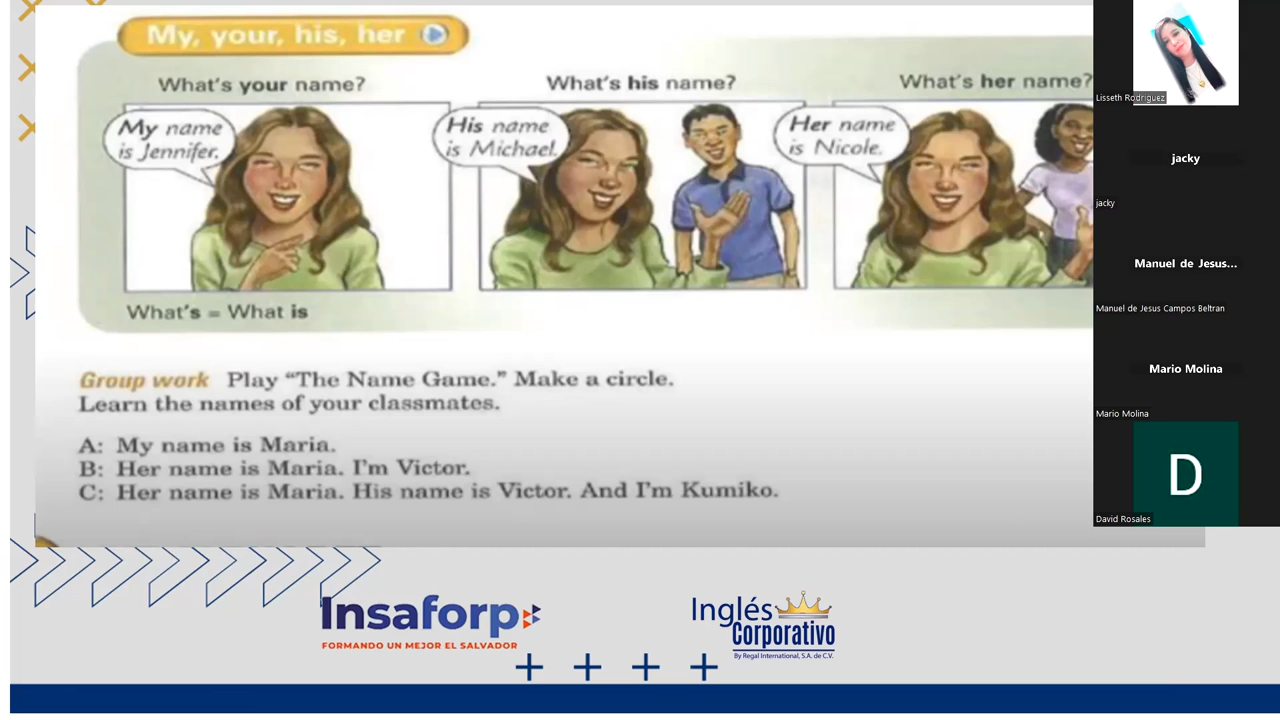 My, your, his, her
What's your name?
What's his name?
What's her name?
My name
is Jennifer.
His name
is Michael.
Her name
is Nicole.
What's = What is
Group work Play “The Name Game.” Make a circle.
Learn the names of your classmates.
A: My name is Maria.
B: Her name is Maria. I'm Victor.
C: Her name is Maria. His name is Victor. And I'm Kumiko.
Lisseth Rodriguez
jacky
jacky
Manuel de Jesus...
Manuel de Jesus Campos Beltran
Mario Molina
Mario Molina
D
David Rosales
Insaforp
FORMANDO UN MEJOR EL SALVADOR
Inglés
Corporativo
By Regal International, S.A. de C.V.